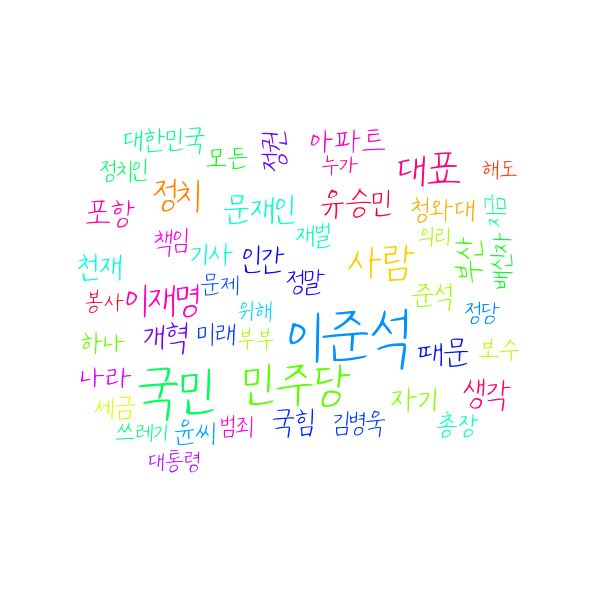 대한민국
모든
정권
아파트
정치인
누가
대표
해도
정치
포항
문재인
유승민
청와대
지금
책임
기사
인간
재벌
사람
의리
부산
배신자
천재
문제
정말
준석
봉사
이재명
위해
정당
하나
개혁
미래
부부
이준석
때문
보수
나라
국민
민주당
자기
생각
세금
쓰레기
윤씨
범죄
국힘
김병욱
총장
대통령